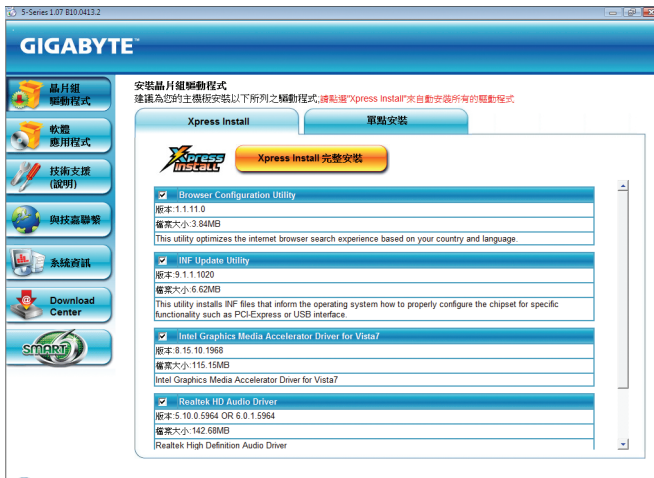 5-Series 1.07 B10.0413.2
GIGABYTE™
晶片組
驅動程式
軟體
應用程式
技術支援
(說明)
與技嘉聯繫
系統資訊
Download
Center
SMART
安裝晶片組驅動程式
建議為您的主機板安裝以下所列之驅動程式;請點選"Xpress Install"來自動安裝所有的驅動程式
Xpress Install
單點安裝
Xpress
Install
Xpress Install 完整安裝
Browser Configuration Utility
版本:1.1.11.0
檔案大小:3.84MB
This utility optimizes the internet browser search experience based on your country and language.
INF Update Utility
版本:9.1.1.1020
檔案大小:6.62MB
This utility installs INF files that inform the operating system how to properly configure the chipset for specific
functionality such as PCI-Express or USB interface.
Intel Graphics Media Accelerator Driver for Vista7
版本:8.15.10.1968
檔案大小:115.15MB
Intel Graphics Media Accelerator Driver for Vista7
Realtek HD Audio Driver
版本:5.10.0.5964 OR 6.0.1.5964
檔案大小:142.68MB
Realtek High Definition Audio Driver